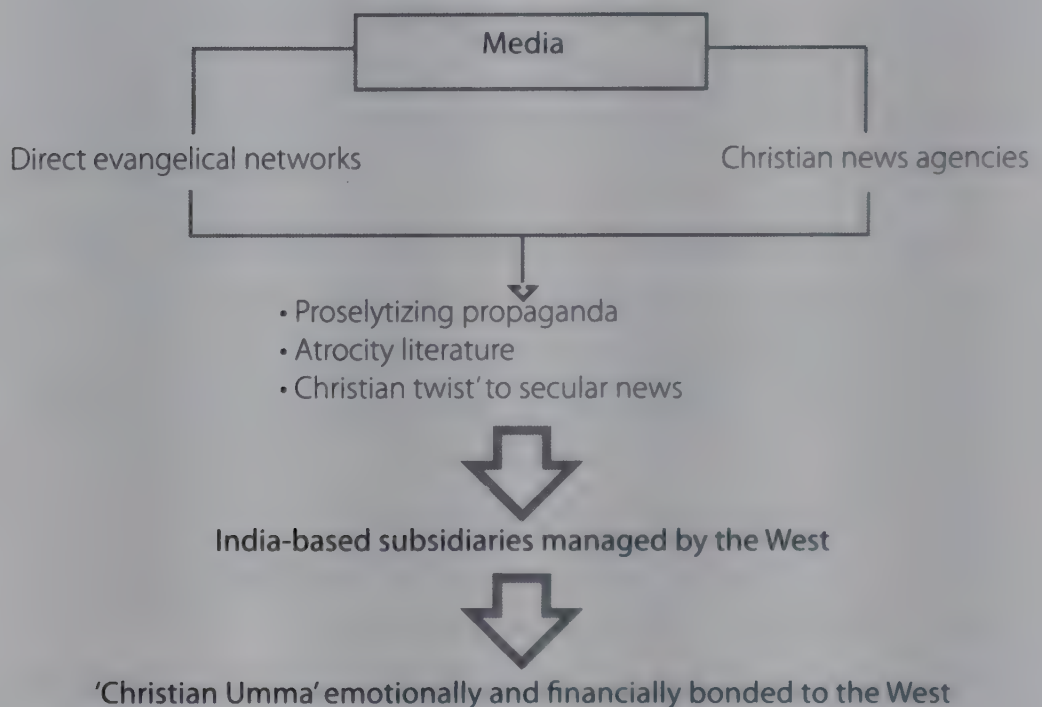 Media
Direct evangelical networks
Christian news agencies
• Proselytizing propaganda
• Atrocity literature
• Christian twist' to secular news
India-based subsidiaries managed by the West
'Christian Umma' emotionally and financially bonded to the West